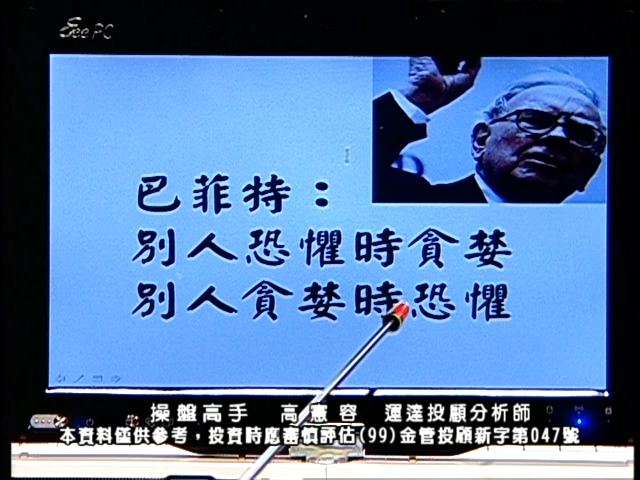 Eee PC
巴菲特：
別人恐懼時貪婪
別人貪婪時恐懼
操盤高手 高憲容 運達投顧分析師
本資料僅供參考，投資時應審慎評估(99)金管投顧新字第047號